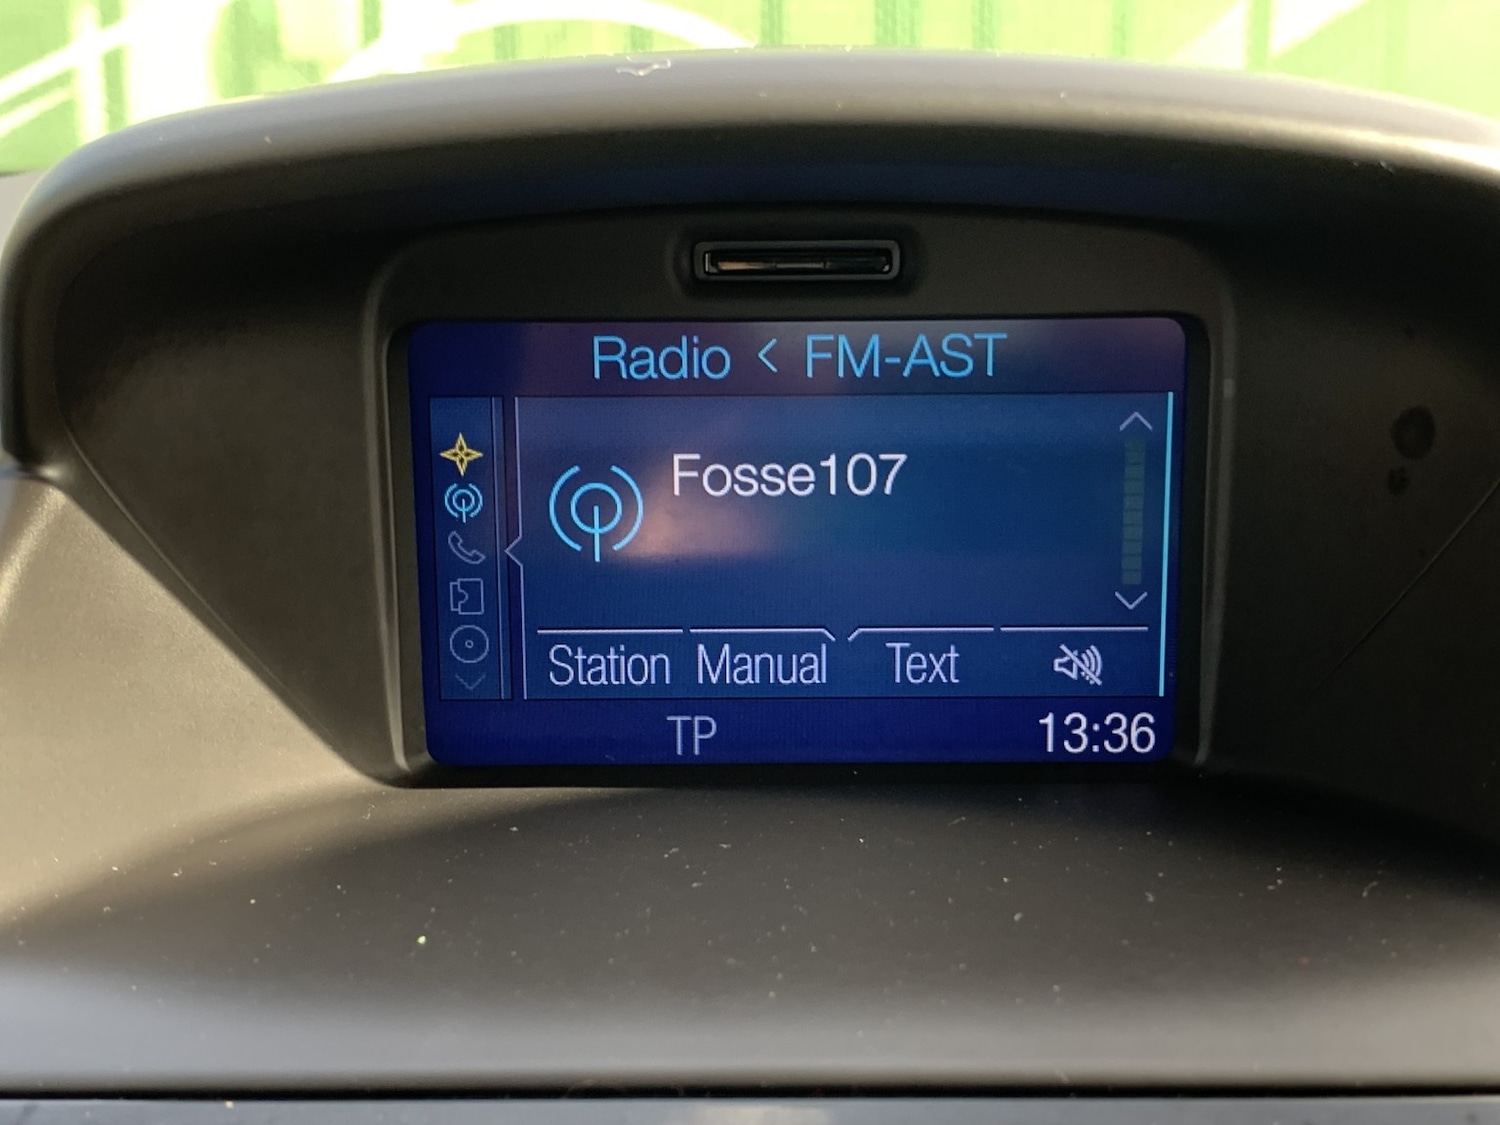 Radio < FM-AST
Fosse107
Station Manual Text
TP 13:36